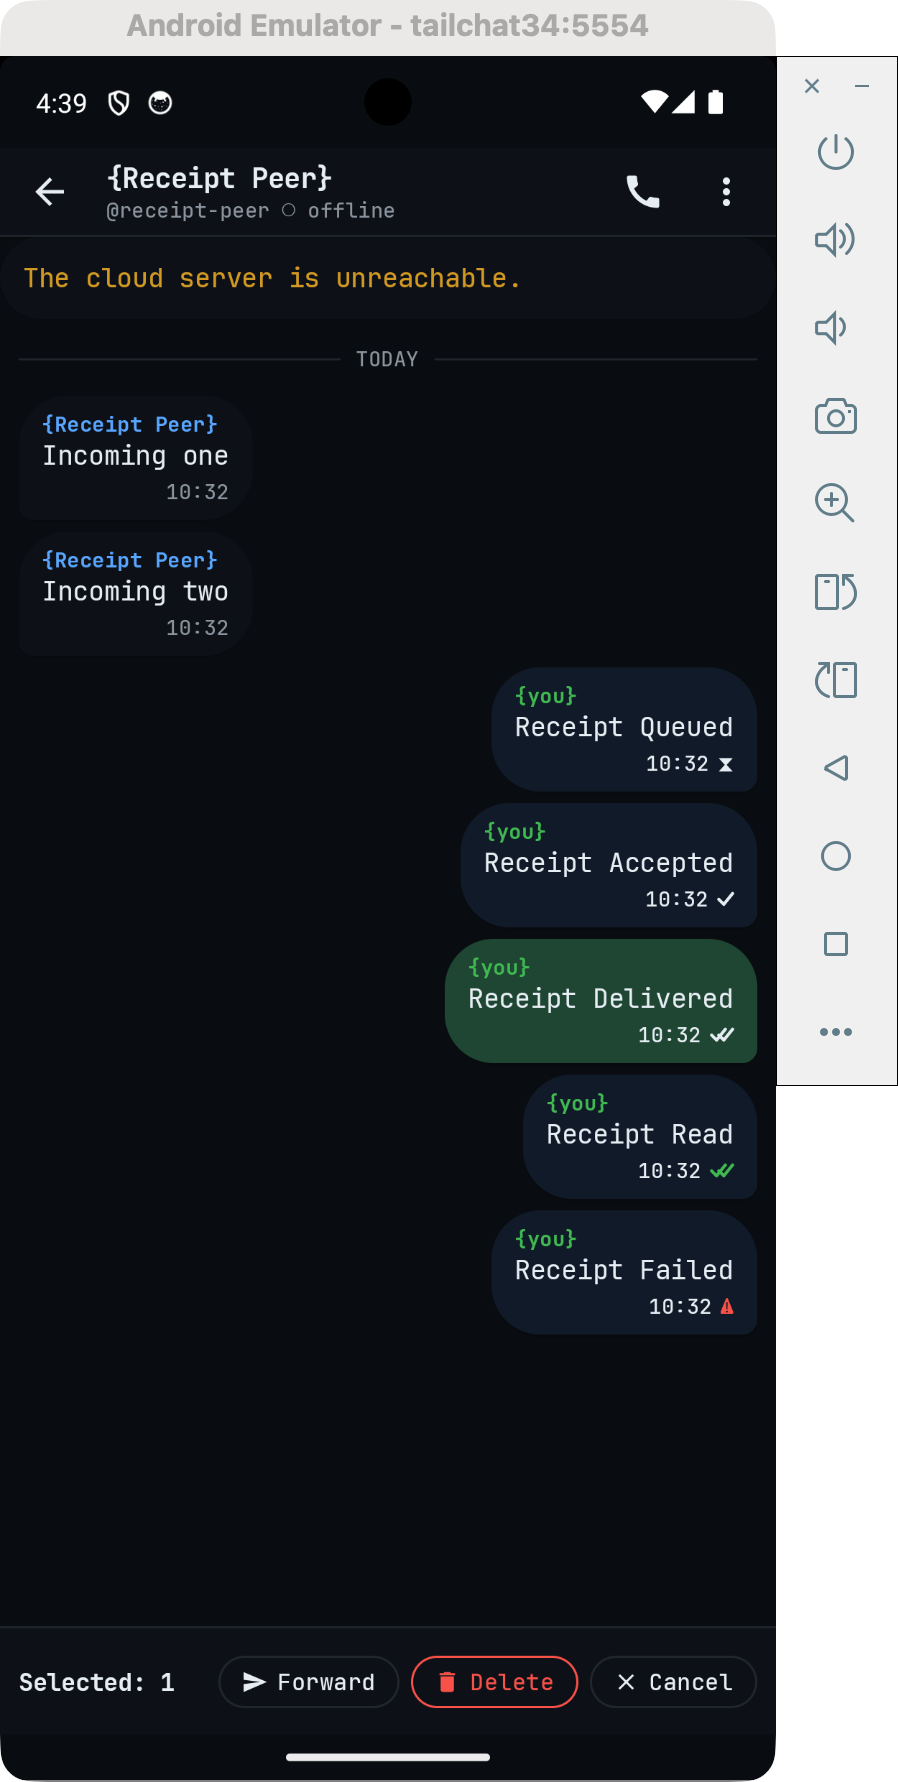 Android Emulator - tailchat34:5554
4:39
{Receipt Peer}
@receipt-peer ○ offline
The cloud server is unreachable.
TODAY
{Receipt Peer}
Incoming one
10:32
{Receipt Peer}
Incoming two
10:32
{you}
Receipt Queued
10:32
{you}
Receipt Accepted
10:32
{you}
Receipt Delivered
10:32
{you}
Receipt Read
10:32
{you}
Receipt Failed
10:32
Selected: 1 Forward Delete Cancel